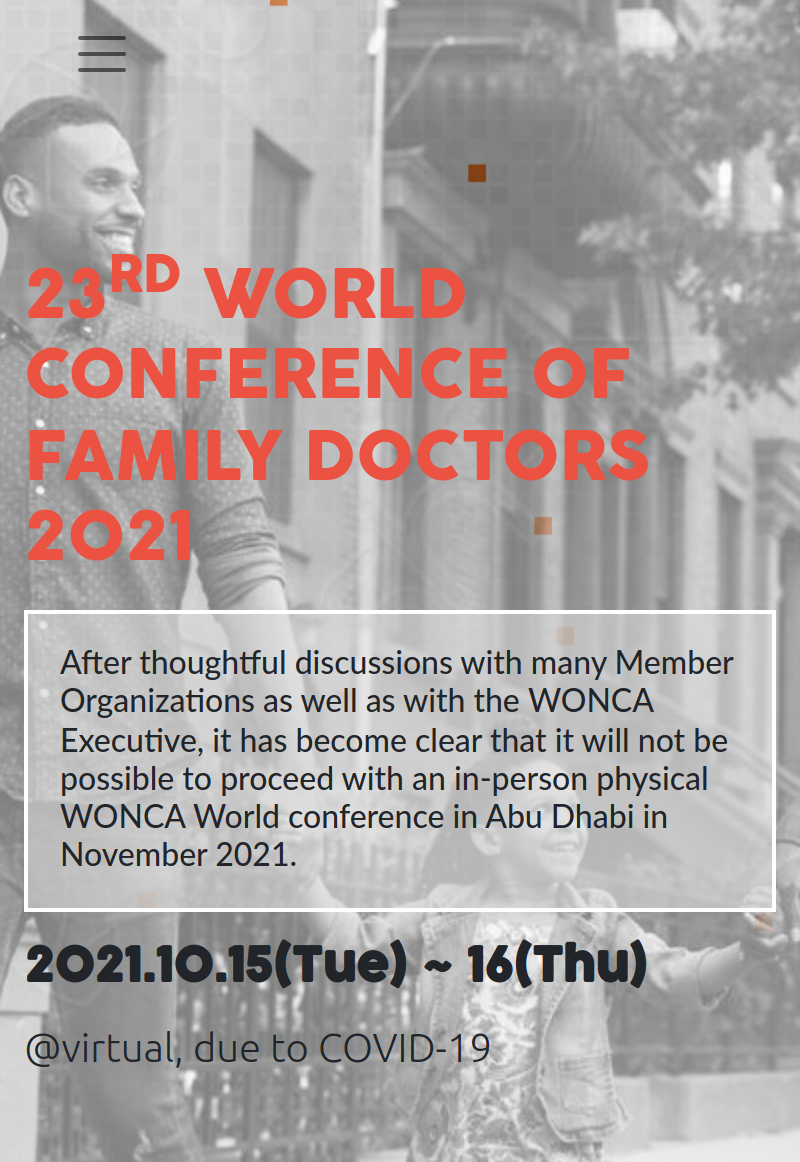 23RD WORLD
CONFERENCE OF
FAMILY DOCTORS
2021
After thoughtful discussions with many Member
Organizations as well as with the WONCA
Executive, it has become clear that it will not be
possible to proceed with an in-person physical
WONCA World conference in Abu Dhabi in
November 2021.
2021.10.15(Tue) ~ 16(Thu)
@virtual, due to COVID-19